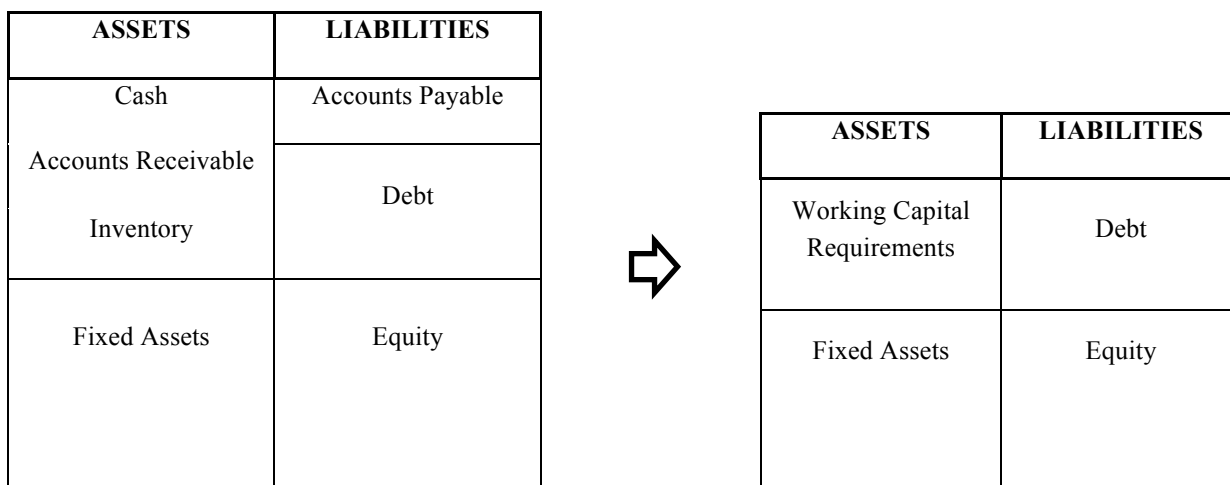 ASSETS
LIABILITIES
Cash
Accounts Payable
Accounts Receivable
Debt
Inventory
Fixed Assets
Equity
ASSETS
LIABILITIES
Working Capital
Requirements
Debt
Fixed Assets
Equity